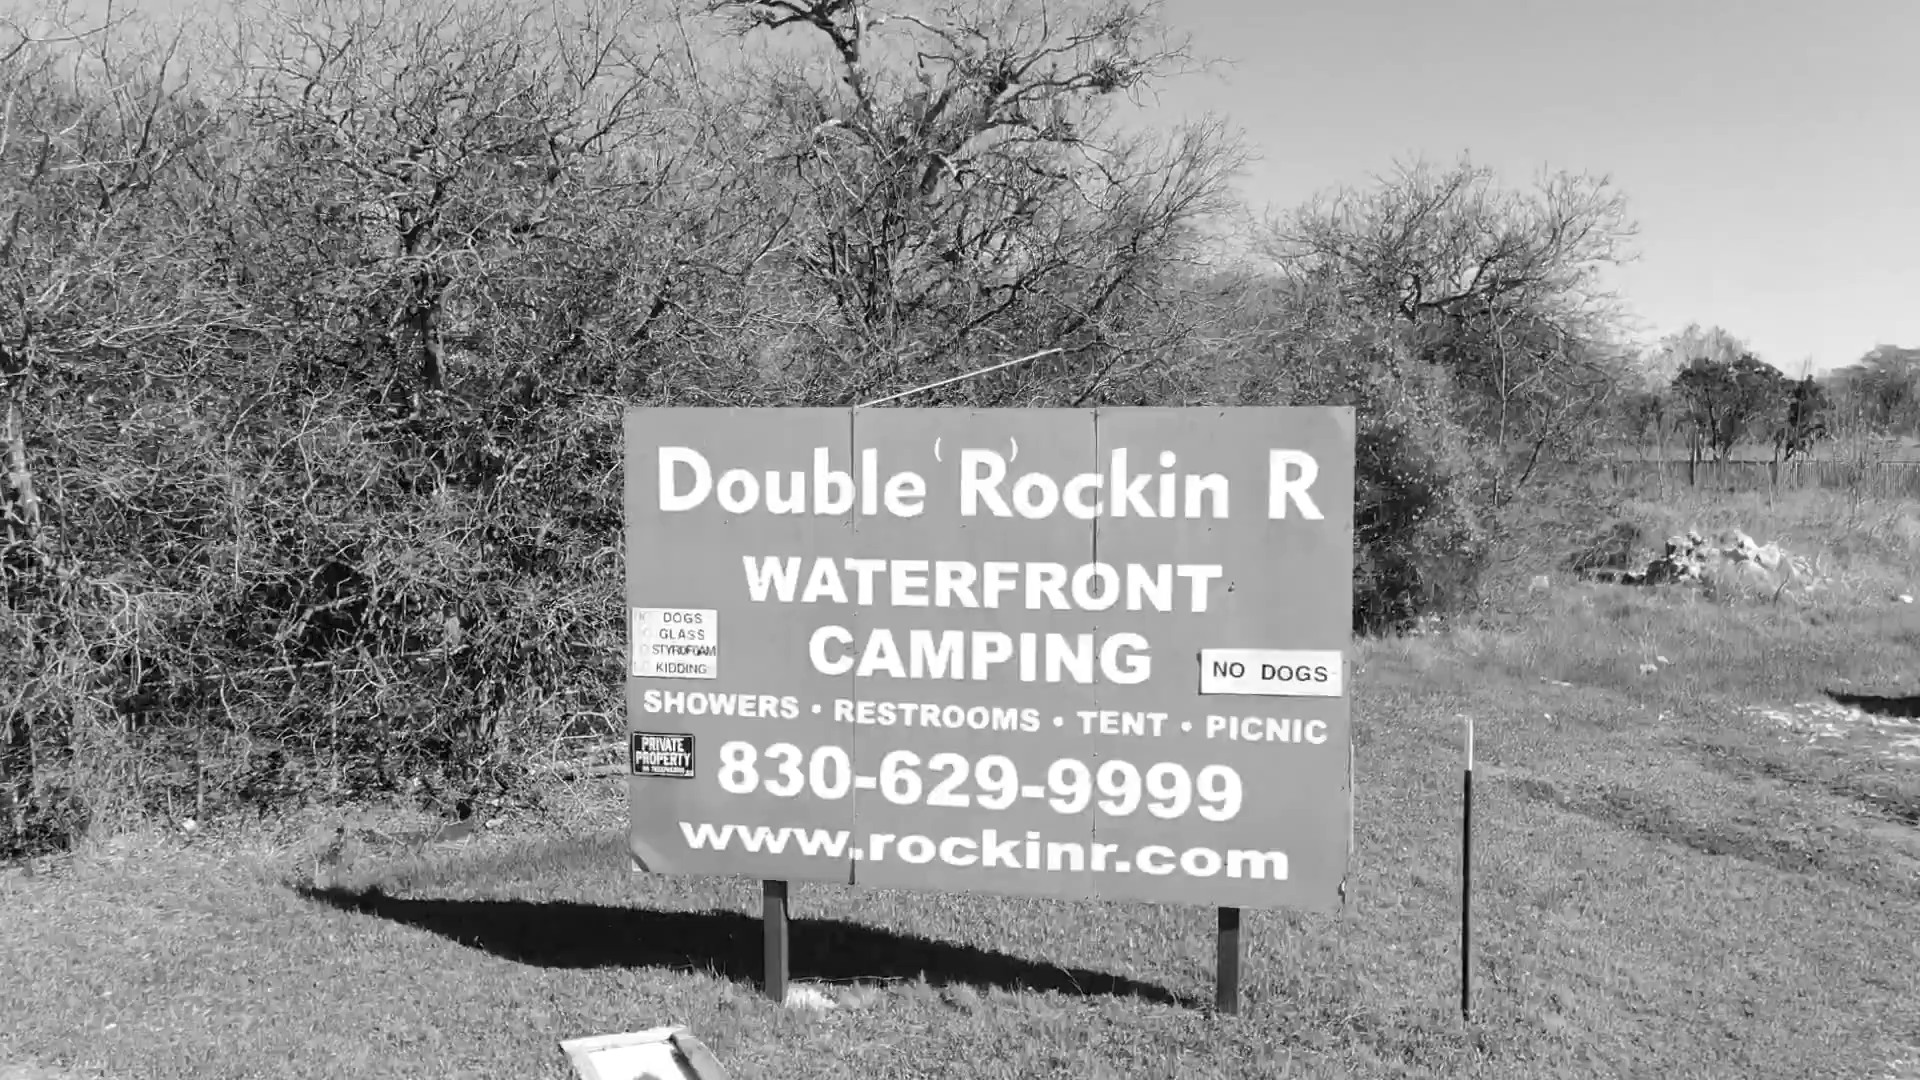 Double Rockin R
WATERFRONT
CAMPING
DOGS
GLASS
STYROFOAM
KIDDING
NO DOGS
SHOWERS • RESTROOMS • TENT • PICNIC
PRIVATE
PROPERTY
830-629-9999
www.rockinr.com